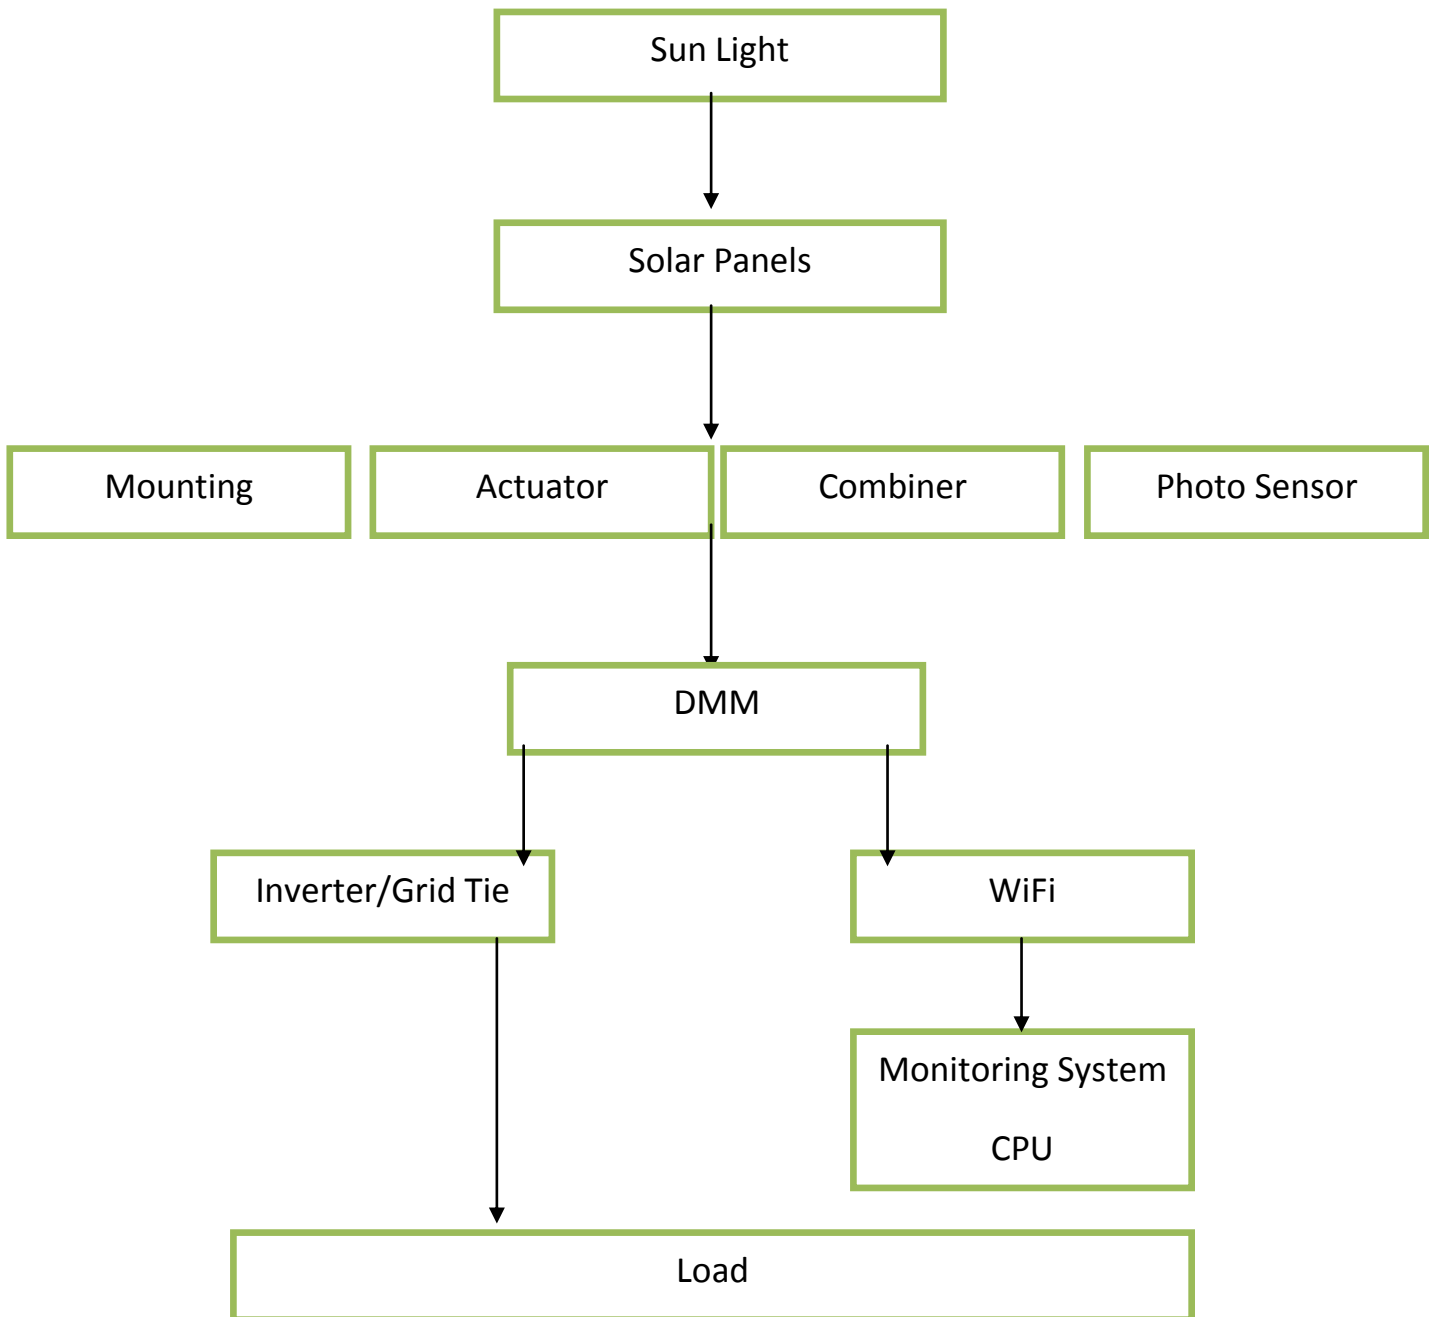 Sun Light
Solar Panels
Mounting
Actuator
Combiner
Photo Sensor
DMM
Inverter/Grid Tie
WiFi
Monitoring System
CPU
Load